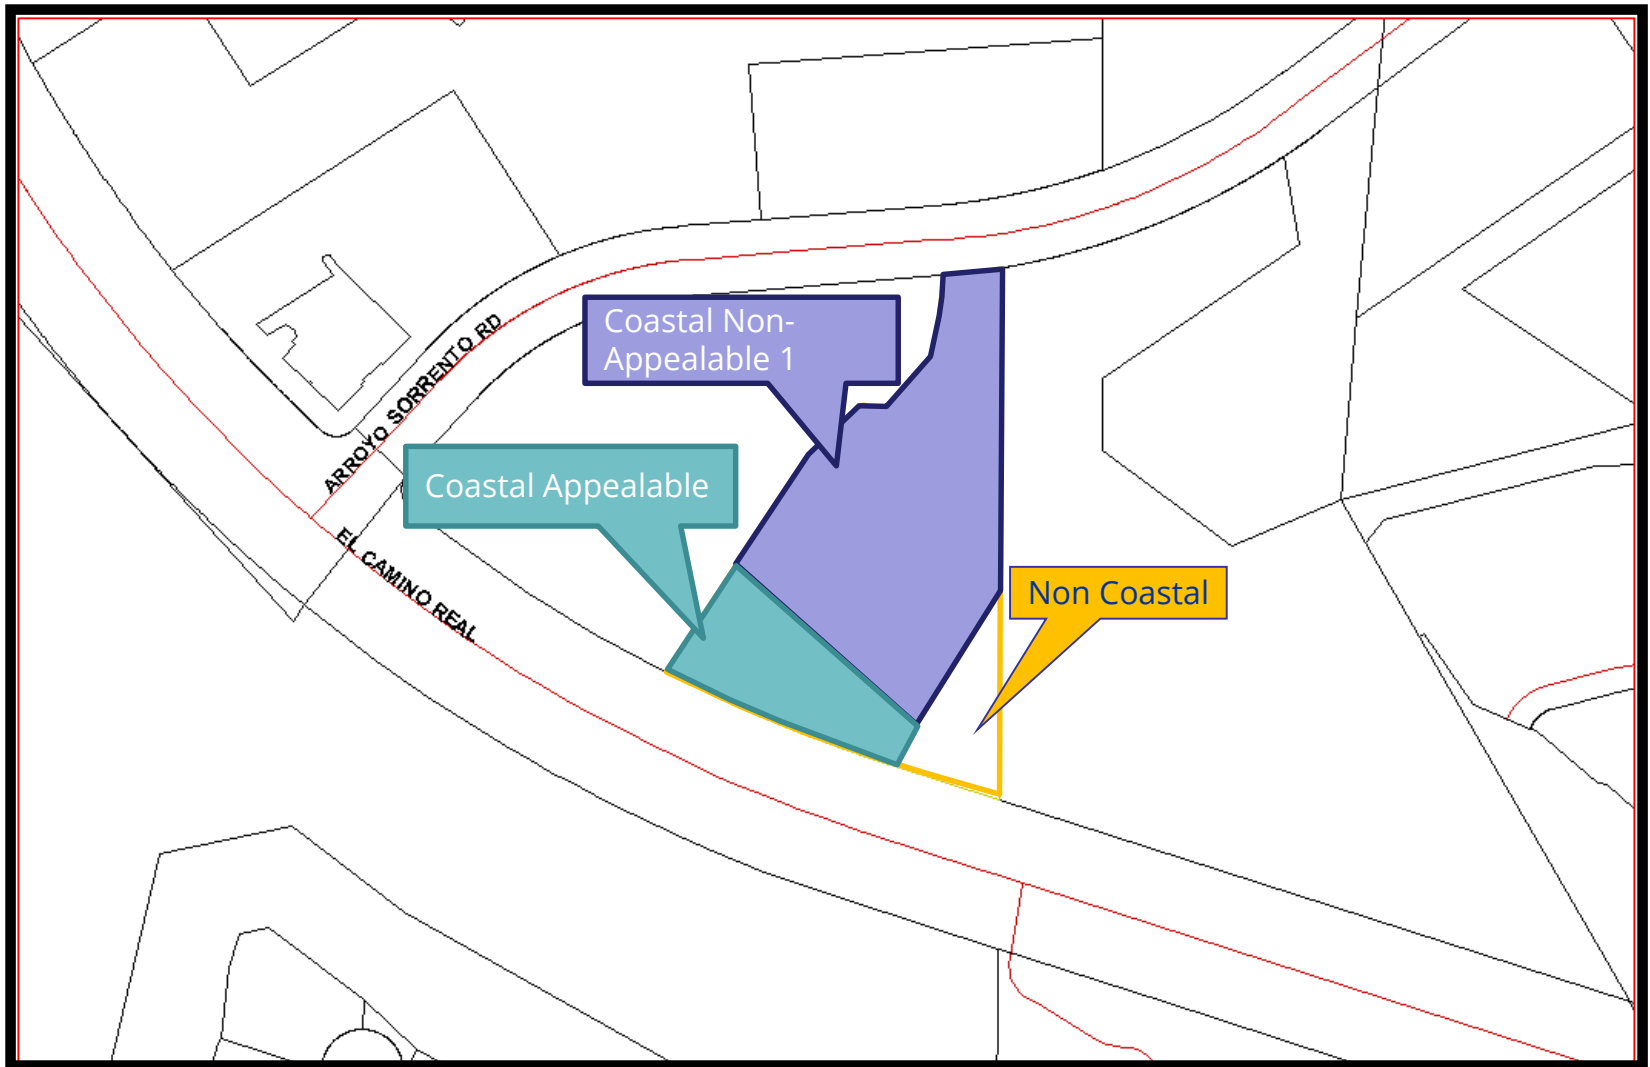 Coastal Non-
Appealable 1
ARROYO SORRENTO RD
Coastal Appealable
EL CAMINO REAL
Non Coastal